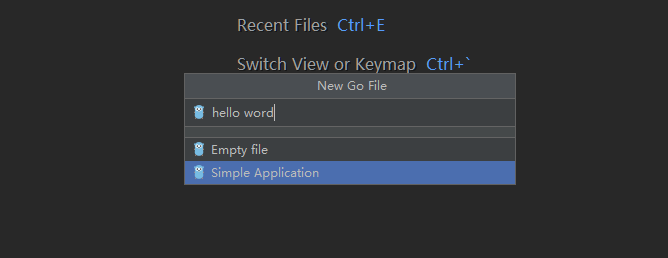 Recent Files Ctrl+E
Switch View or Keymap Ctrl+`
New Go File
hello word
Empty file
Simple Application